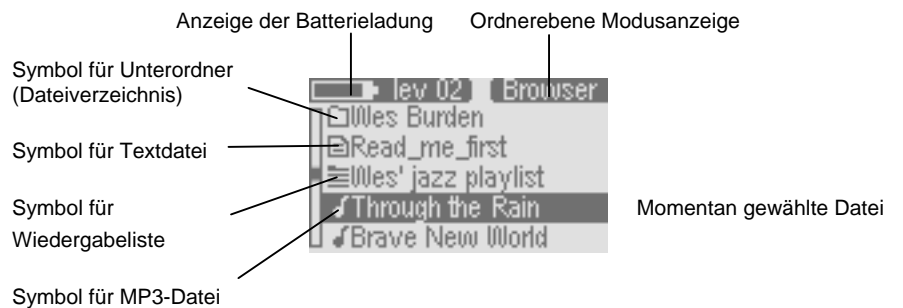 Anzeige der Batterieladung
Ordnerebene Modusanzeige
Symbol für Unterordner
(Dateiverzeichnis)
Symbol für Textdatei
Symbol für
Wiedergabeliste
Symbol für MP3-Datei
lev 02
Browser
Wes Burden
Read_me_first
Wes' jazz playlist
Through the Rain
Brave New World
Momentan gewählte Datei